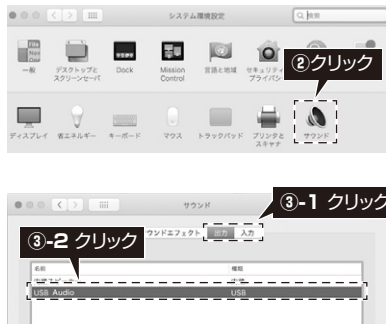 システム環境設定
検索
②クリック
一般
デスクトップと
スクリーンセーバ
Dock
Mission
Control
言語と地域
セキュリティ
プライバシー
ディスプレイ
省エネルギー
キーボード
マウス
トラックパッド
プリンタと
スキャナ
サウンド
サウンド
③-1 クリック
③-2 クリック
ウンドエフェクト
出力
入力
名前
種類
USB Audio
USB